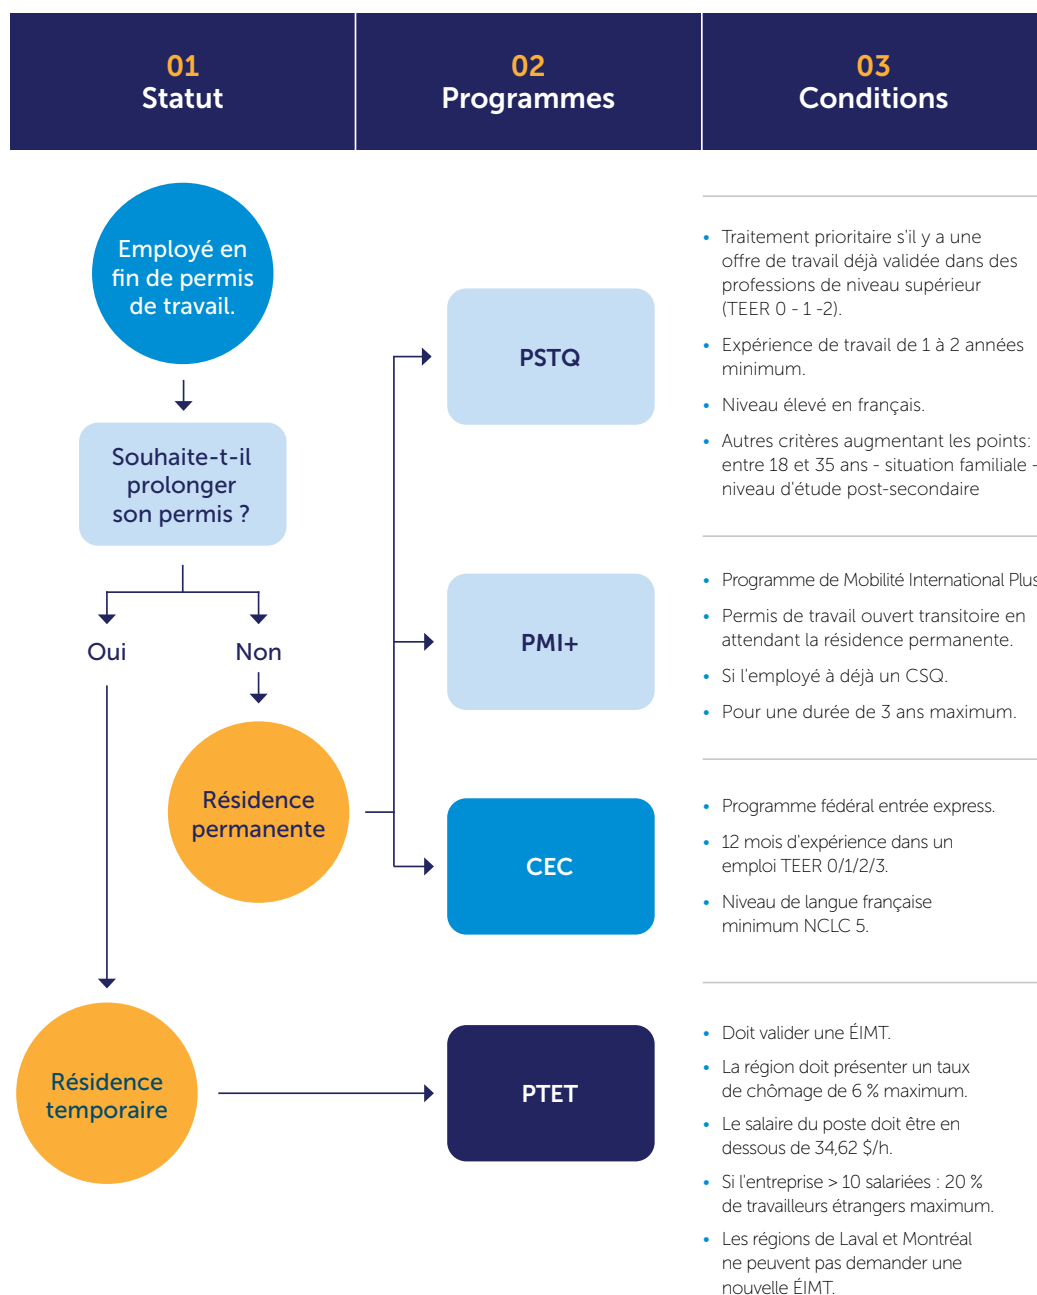 01
Statut
02
Programmes
03
Conditions
Employé en
fin de permis
de travail.
Souhaite-t-il
prolonger
son permis ?
Oui
Non
Résidence
permanente
Résidence
temporaire
PSTQ
• Traitement prioritaire s'il y a une
offre de travail déjà validée dans des
professions de niveau supérieur
(TEER 0 - 1 -2).
• Expérience de travail de 1 à 2 années
minimum.
• Niveau élevé en français.
• Autres critères augmentant les points:
entre 18 et 35 ans - situation familiale -
niveau d'étude post-secondaire
PMI+
• Programme de Mobilité International Plus
• Permis de travail ouvert transitoire en
attendant la résidence permanente.
• Si l'employé à déjà un CSQ.
• Pour une durée de 3 ans maximum.
CEC
• Programme fédéral entrée express.
• 12 mois d'expérience dans un
emploi TEER 0/1/2/3.
• Niveau de langue française
minimum NCLC 5.
PTET
• Doit valider une ÉIMT.
• La région doit présenter un taux
de chômage de 6 % maximum.
• Le salaire du poste doit être en
dessous de 34,62 $/h.
• Si l'entreprise > 10 salariées : 20 %
de travailleurs étrangers maximum.
• Les régions de Laval et Montréal
ne peuvent pas demander une
nouvelle ÉIMT.